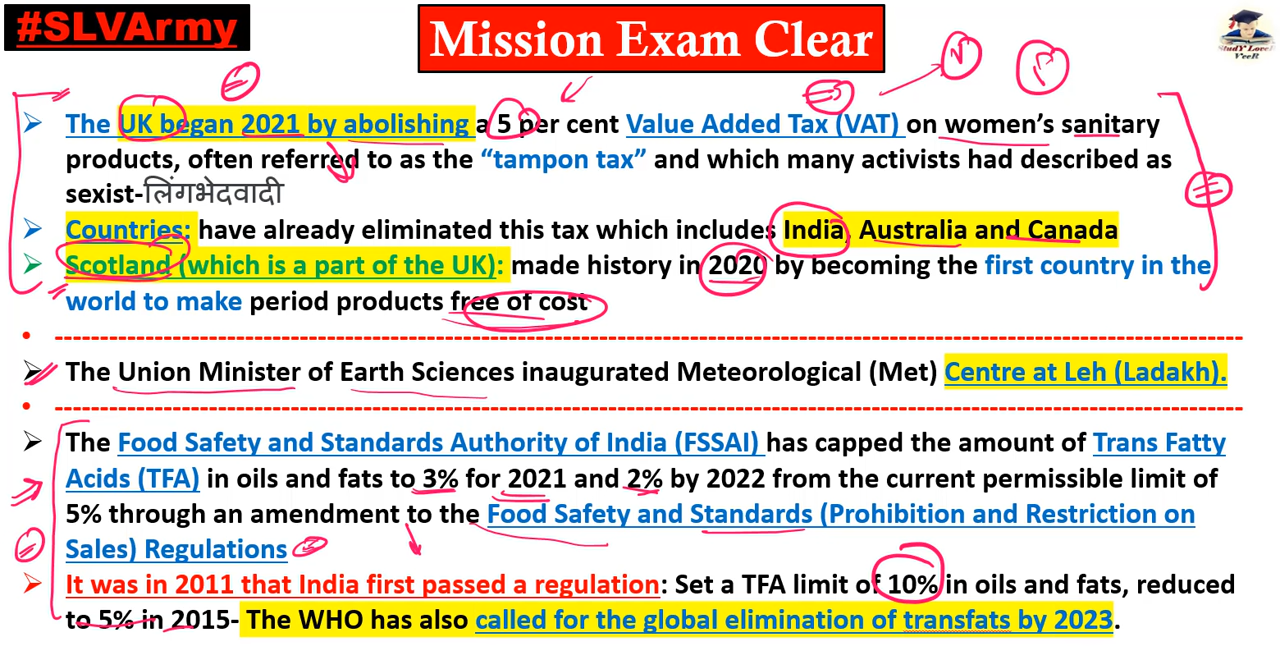 #SLVArmy
Mission Exam Clear
StudY LoveR
VeeR
The UK began 2021 by abolishing a 5 per cent Value Added Tax (VAT) on women’s sanitary
products, often referred to as the “tampon tax” and which many activists had described as
sexist-लिंगभेदवादी
Countries: have already eliminated this tax which includes India, Australia and Canada
Scotland (which is a part of the UK): made history in 2020 by becoming the first country in the
world to make period products free of cost
The Union Minister of Earth Sciences inaugurated Meteorological (Met) Centre at Leh (Ladakh).
The Food Safety and Standards Authority of India (FSSAI) has capped the amount of Trans Fatty
Acids (TFA) in oils and fats to 3% for 2021 and 2% by 2022 from the current permissible limit of
5% through an amendment to the Food Safety and Standards (Prohibition and Restriction on
Sales) Regulations
It was in 2011 that India first passed a regulation: Set a TFA limit of 10% in oils and fats, reduced
to 5% in 2015- The WHO has also called for the global elimination of transfats by 2023.